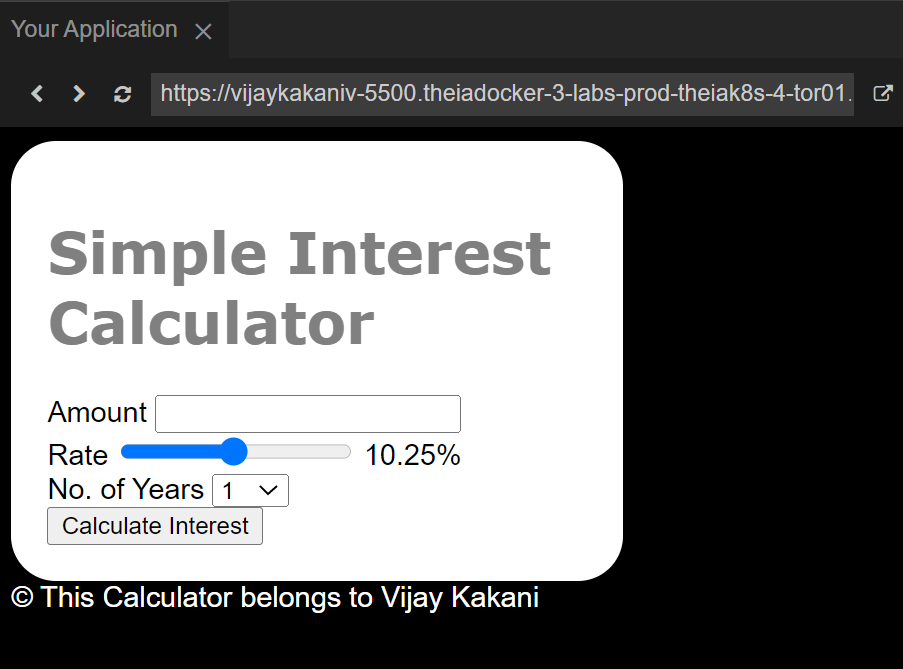 Your Application
https://vijaykakaniv-5500.theiadocker-3-labs-prod-theiak8s-4-tor01.
Simple Interest
Calculator
Amount
Rate 10.25%
No. of Years 1
Calculate Interest
© This Calculator belongs to Vijay Kakani